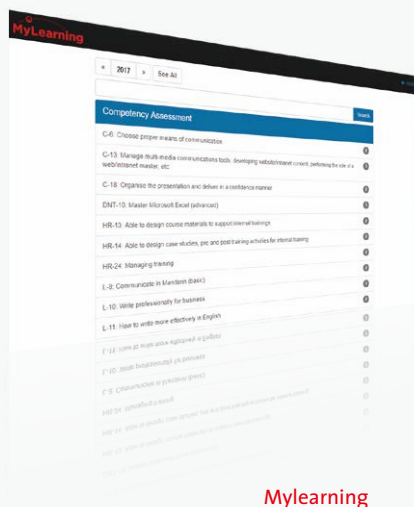 MyLearning
« 2017 » See All
Search
Competency Assessment
C-6: Choose proper means of communication
C-13: Manage multi-media communications tools: developing website/intranet content, performing the role of a
web/intranet master, etc
C-18: Organise the presentation and deliver in a confidence manner
DNT-10: Master Microsoft Excel (advanced)
HR-13: Able to design course materials to support internal trainings
HR-14: Able to design case studies, pre and post training activities for internal training
HR-24: Managing training
L-9: Communicate in Mandarin (basic)
L-10: Write professionally for business
L-11: How to write more effectively in English
Mylearning